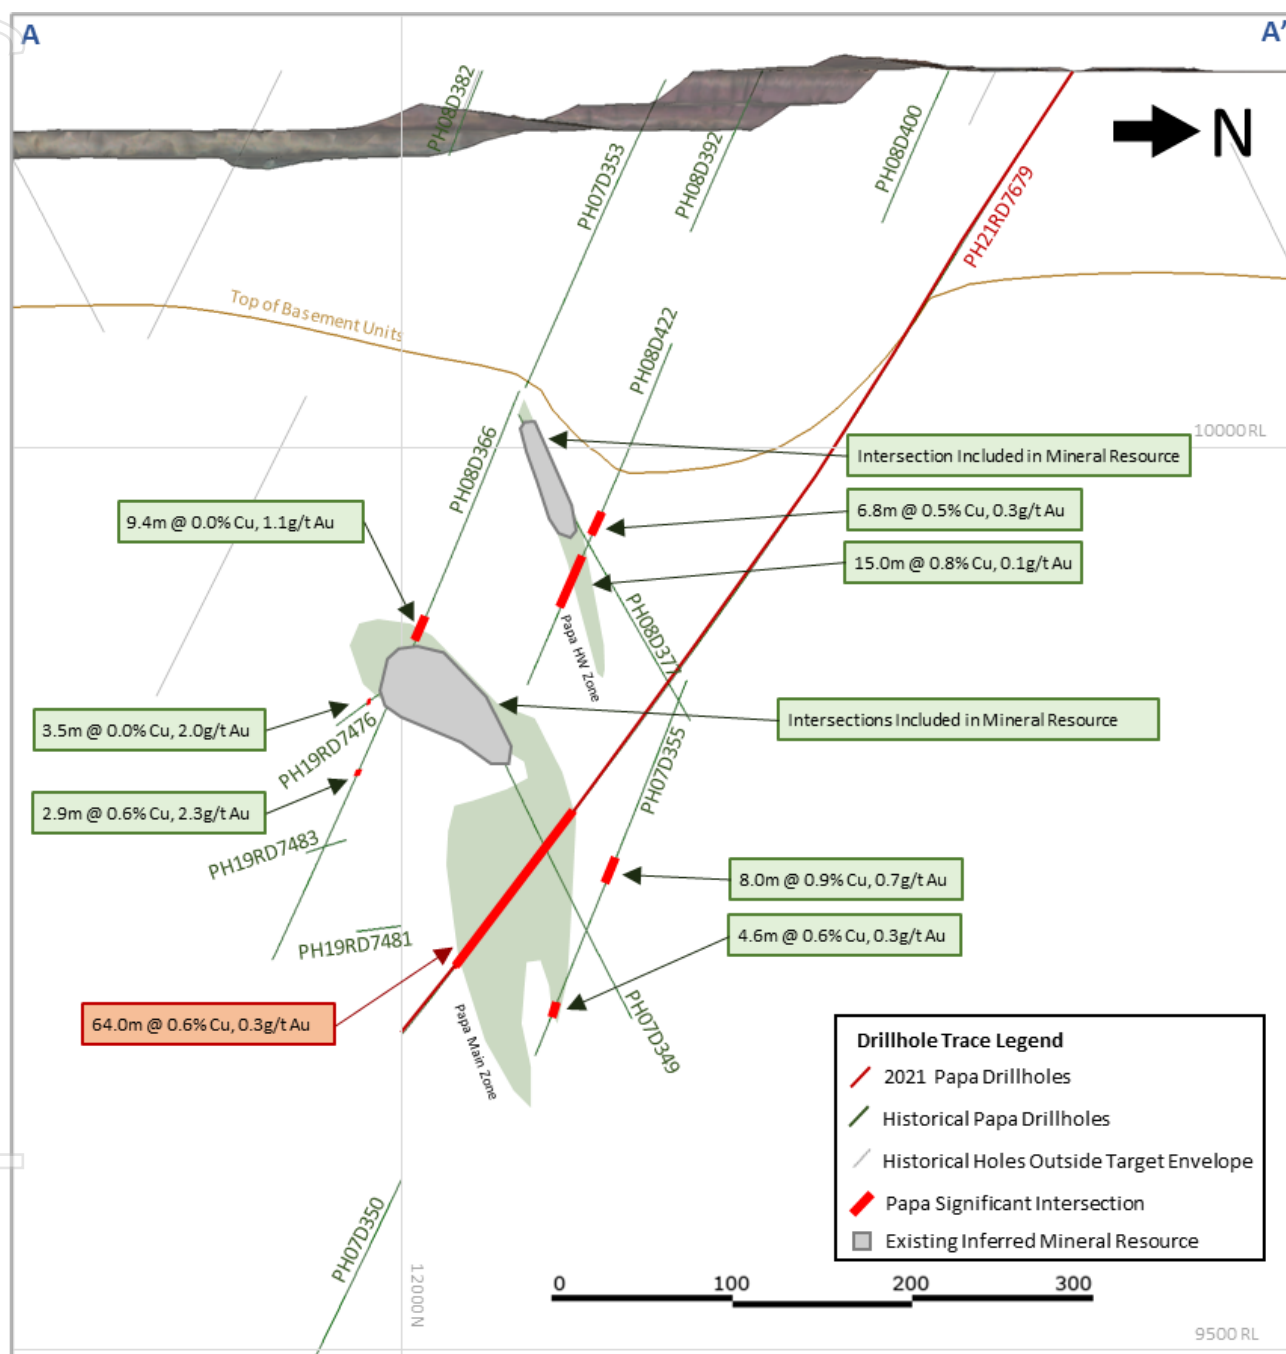 A
A'
PH08D382
PH07D353
PH08D392
PH08D400
N
PH21RD7679
Top of Basement Units
PH08D422
10000 RL
PH08D366
Intersection Included in Mineral Resource
9.4m @ 0.0% Cu, 1.1g/t Au
6.8m @ 0.5% Cu, 0.3g/t Au
15.0m @ 0.8% Cu, 0.1g/t Au
PH08D377
Papa HW Zone
3.5m @ 0.0% Cu, 2.0g/t Au
PH19RD7476
Intersections Included in Mineral Resource
PH07D355
2.9m @ 0.6% Cu, 2.3g/t Au
PH19RD7483
8.0m @ 0.9% Cu, 0.7g/t Au
PH19RD7481
4.6m @ 0.6% Cu, 0.3g/t Au
64.0m @ 0.6% Cu, 0.3g/t Au
Papa Main Zone
PH07D349
Drillhole Trace Legend
2021 Papa Drillholes
Historical Papa Drillholes
Historical Holes Outside Target Envelope
Papa Significant Intersection
Existing Inferred Mineral Resource
PH07D350
12000N
0 100 200 300
9500 RL